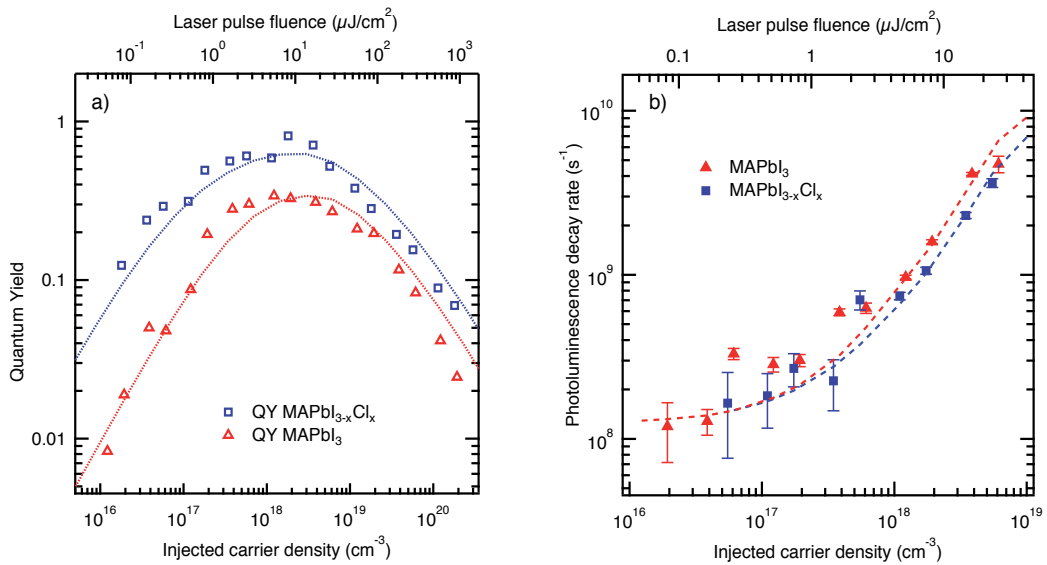 Laser pulse fluence (µJ/cm²)
10⁻¹ 10⁰ 10¹ 10² 10³
a)
1
0.1
0.01
Quantum Yield
QY MAPbI₃₋ₓClₓ
QY MAPbI₃
10¹⁶ 10¹⁷ 10¹⁸ 10¹⁹ 10²⁰
Injected carrier density (cm⁻³)
Laser pulse fluence (µJ/cm²)
0.1 1 10
b)
10¹⁰
10⁹
10⁸
Photoluminescence decay rate (s⁻¹)
MAPbI₃
MAPbI₃₋ₓClₓ
10¹⁶ 10¹⁷ 10¹⁸ 10¹⁹
Injected carrier density (cm⁻³)